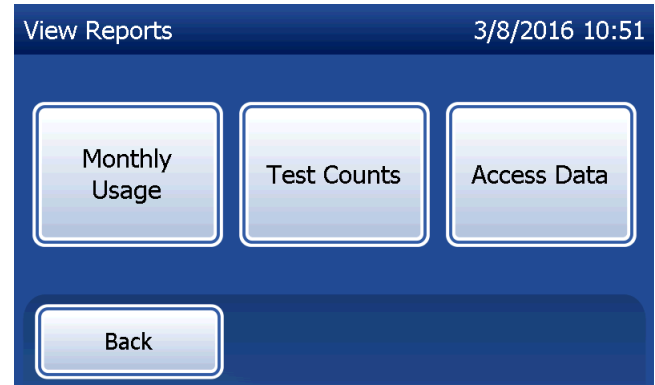 View Reports 3/8/2016 10:51
Monthly
Usage
Test Counts
Access Data
Back